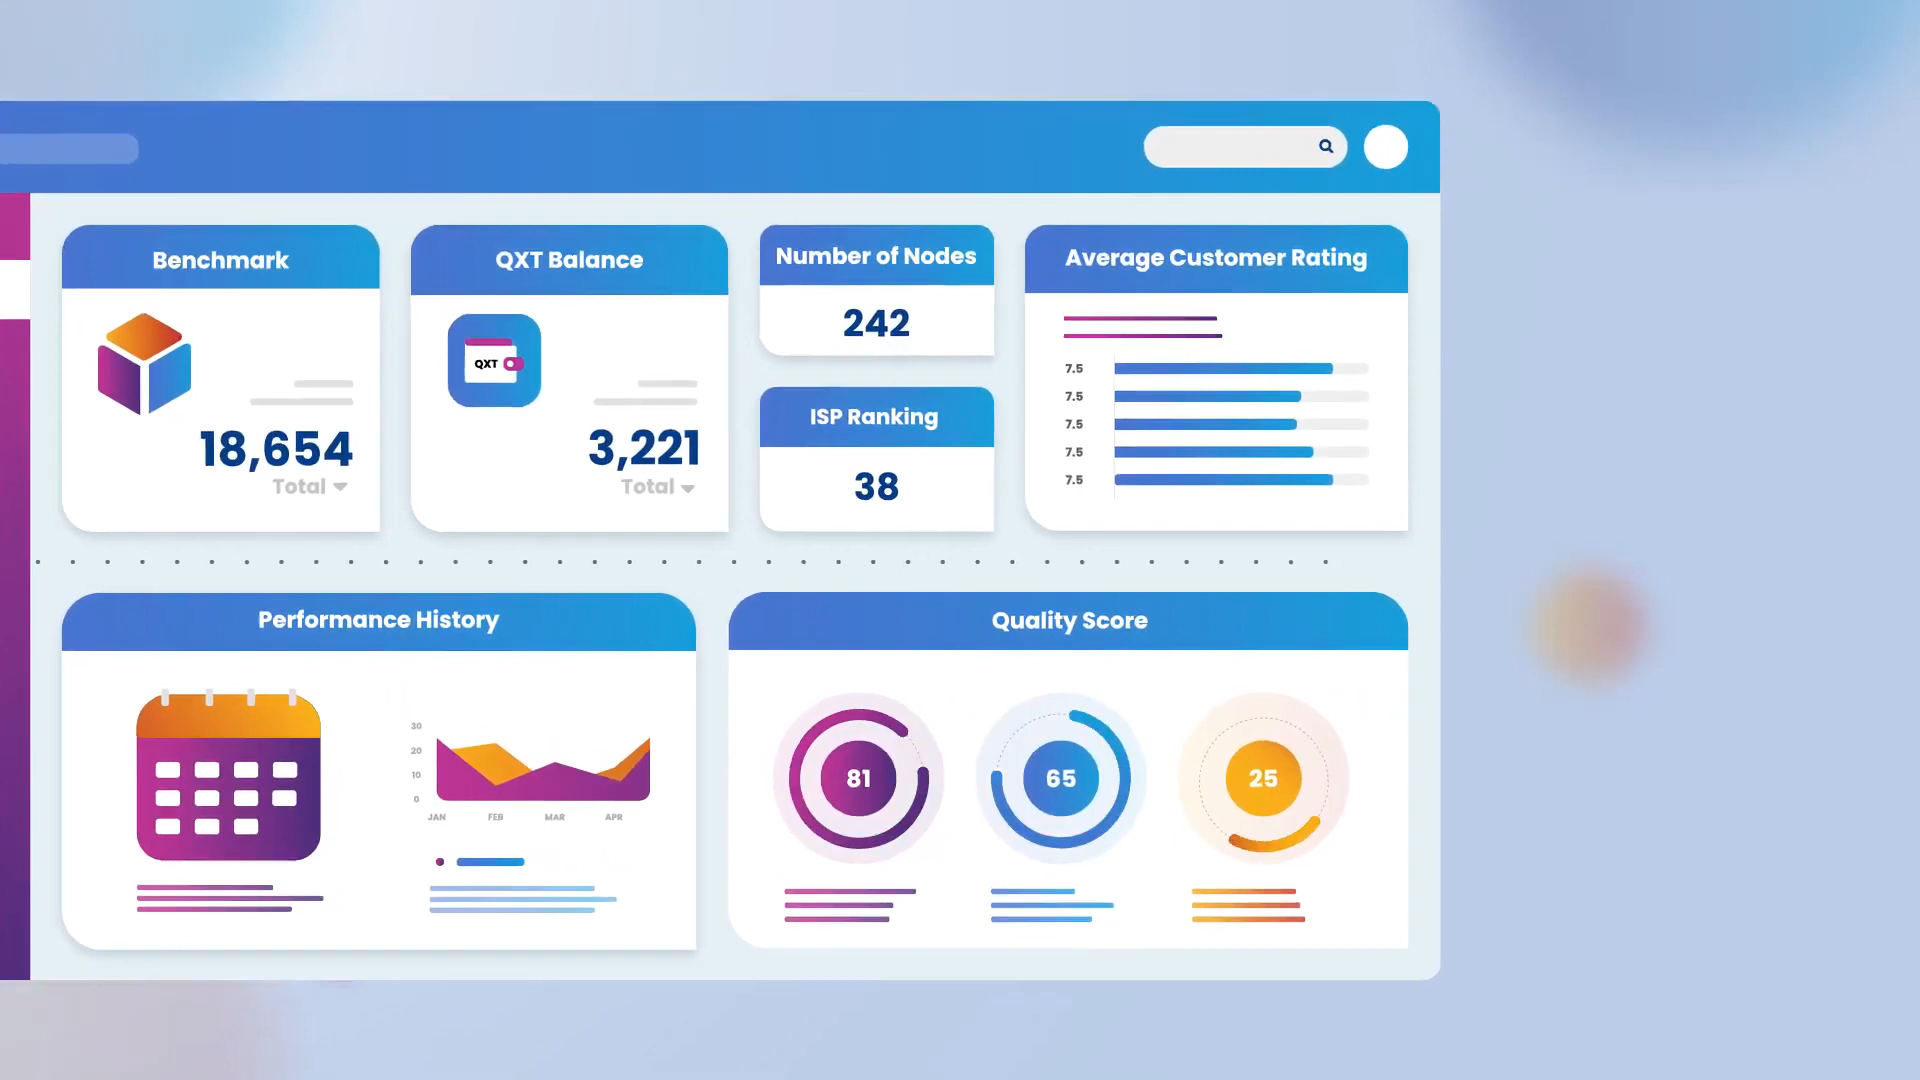 Benchmark
18,654
Total
QXT Balance
QXT
3,221
Total
Number of Nodes
242
ISP Ranking
38
Average Customer Rating
7.5
7.5
7.5
7.5
7.5
Performance History
30
20
10
0
JAN FEB MAR APR
Quality Score
81
65
25